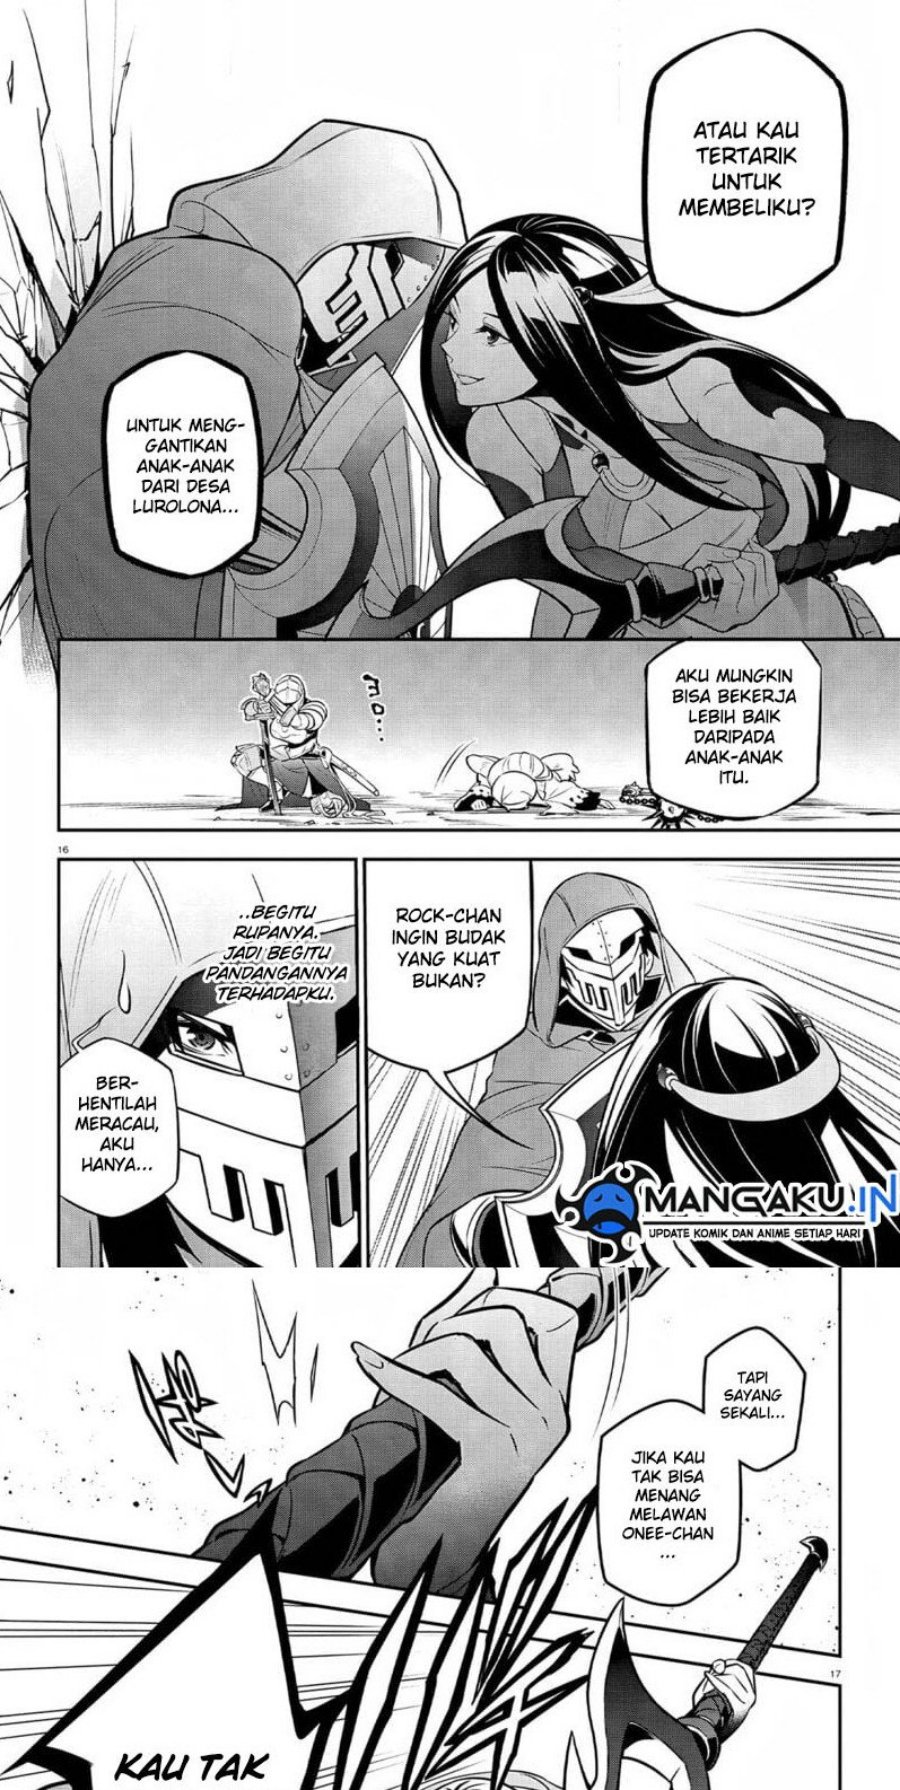 ATAU KAU
TERTARIK
UNTUK
MEMBELIKU?
UNTUK MENG-
GANTIKAN
ANAK-ANAK
DARI DESA
LUROLONA...
AKU MUNGKIN
BISA BEKERJA
LEBIH BAIK
DARIPADA
ANAK-ANAK
ITU.
ヨロ...
16
ROCK-CHAN
INGIN BUDAK
YANG KUAT
BUKAN?
..BEGITU
RUPANYA.
JADI BEGITU
PANDANGANNYA
TERHADAPKU.
BER-
HENTILAH
MERACAU,
AKU
HANYA...
MANGAKU.IN
UPDATE KOMIK DAN ANIME SETIAP HARI
TAPI
SAYANG
SEKALI...
JIKA KAU
TAK BISA
MENANG
MELAWAN
ONEE-CHAN
...
17
KAU TAK